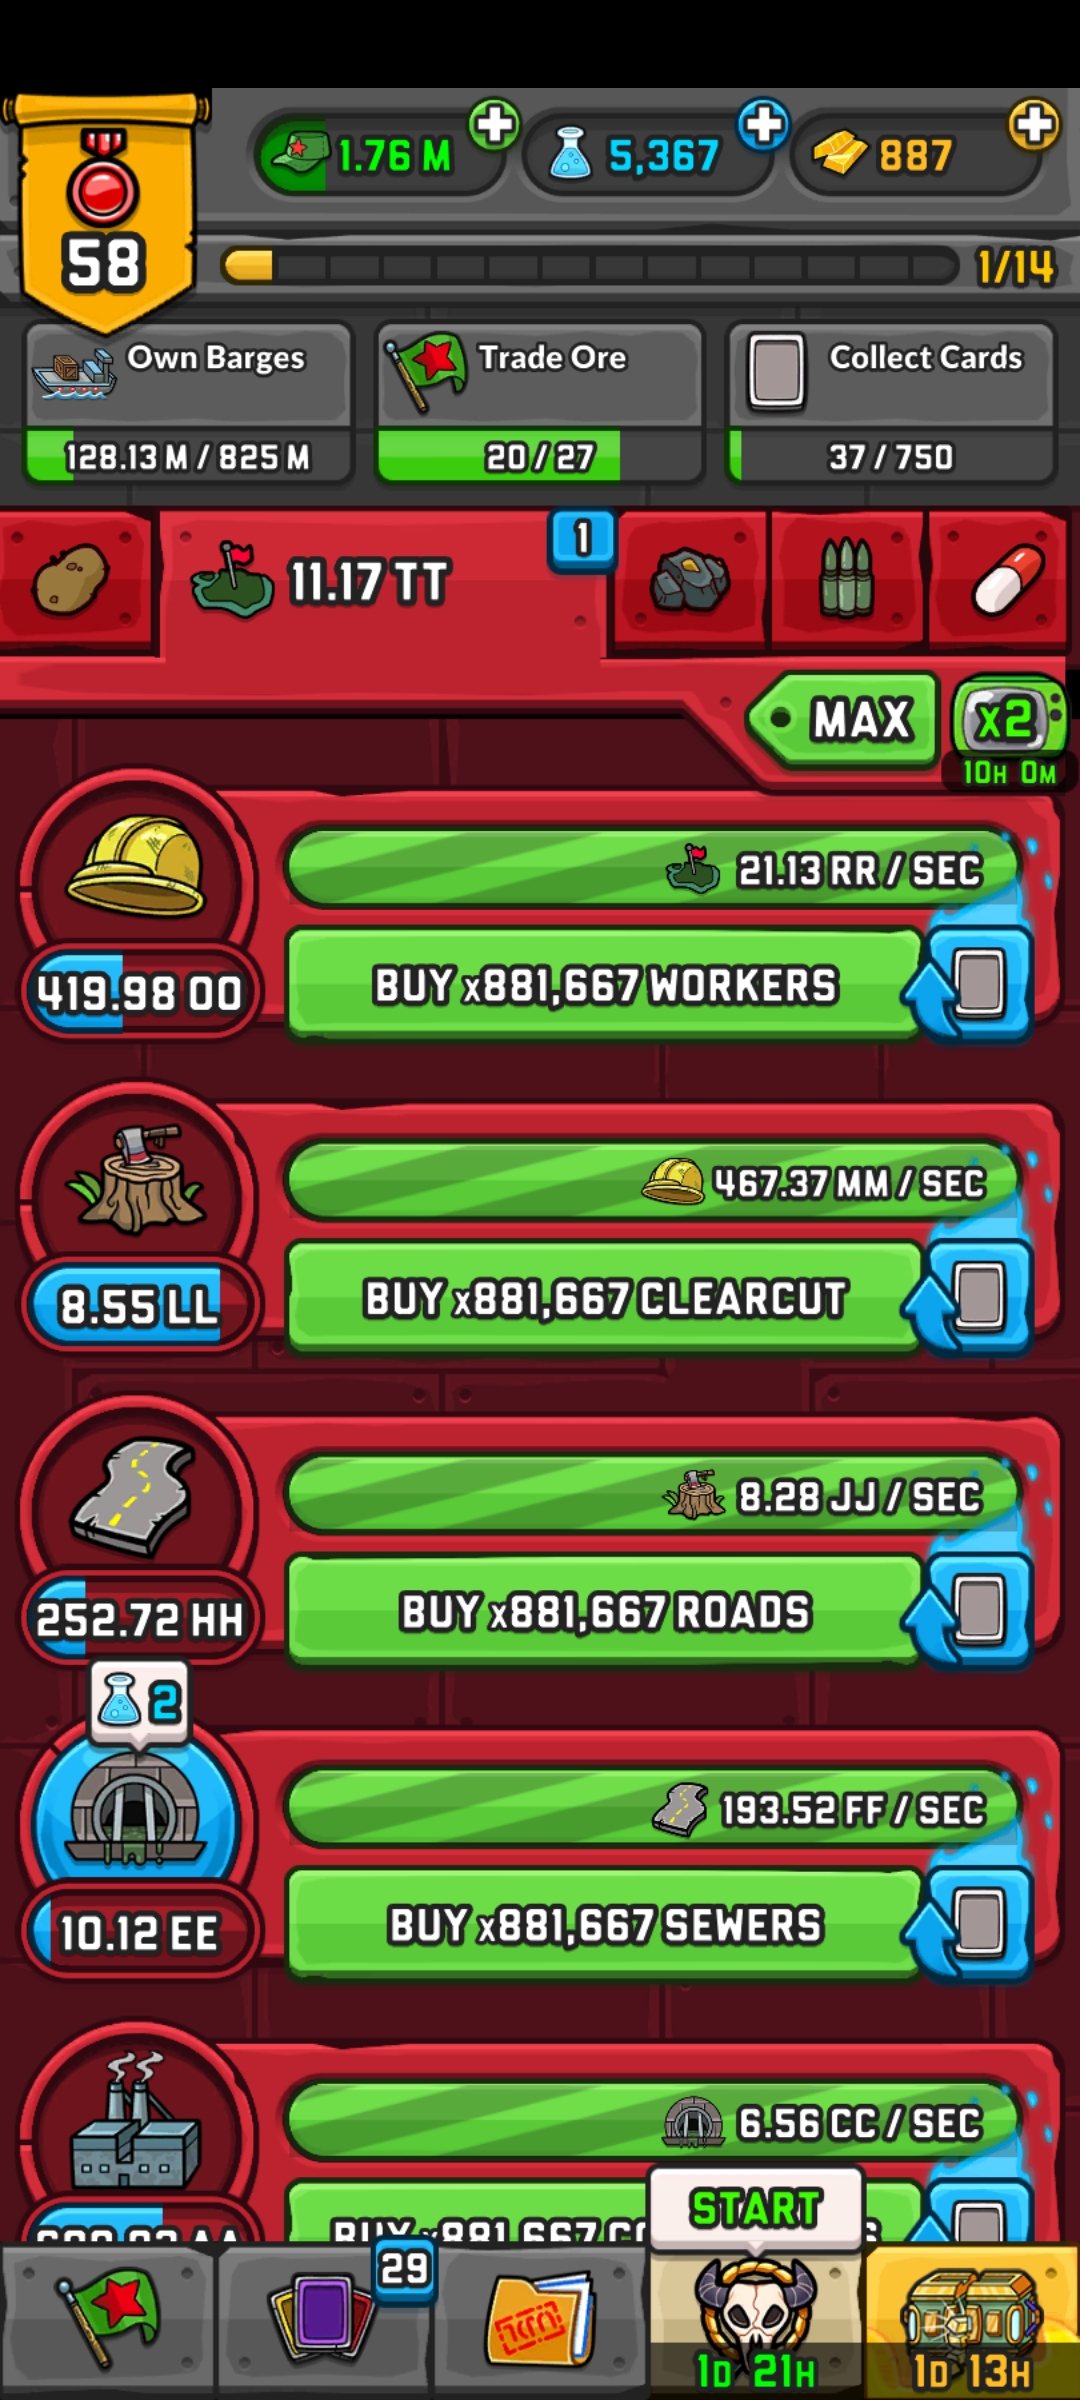 1.76 M
5,367
887
58
1/14
Own Barges
Trade Ore
Collect Cards
128.13 M / 825 M
20 / 27
37 / 750
11.17 TT
1
MAX
x2
10H 0M
21.13 RR / SEC
419.98 OO
BUY x881,667 WORKERS
467.37 MM / SEC
8.55 LL
BUY x881,667 CLEARCUT
8.28 JJ / SEC
252.72 HH
BUY x881,667 ROADS
2
193.52 FF / SEC
10.12 EE
BUY x881,667 SEWERS
6.56 CC / SEC
BUY x881,667
START
29
1D 21H
1D 13H